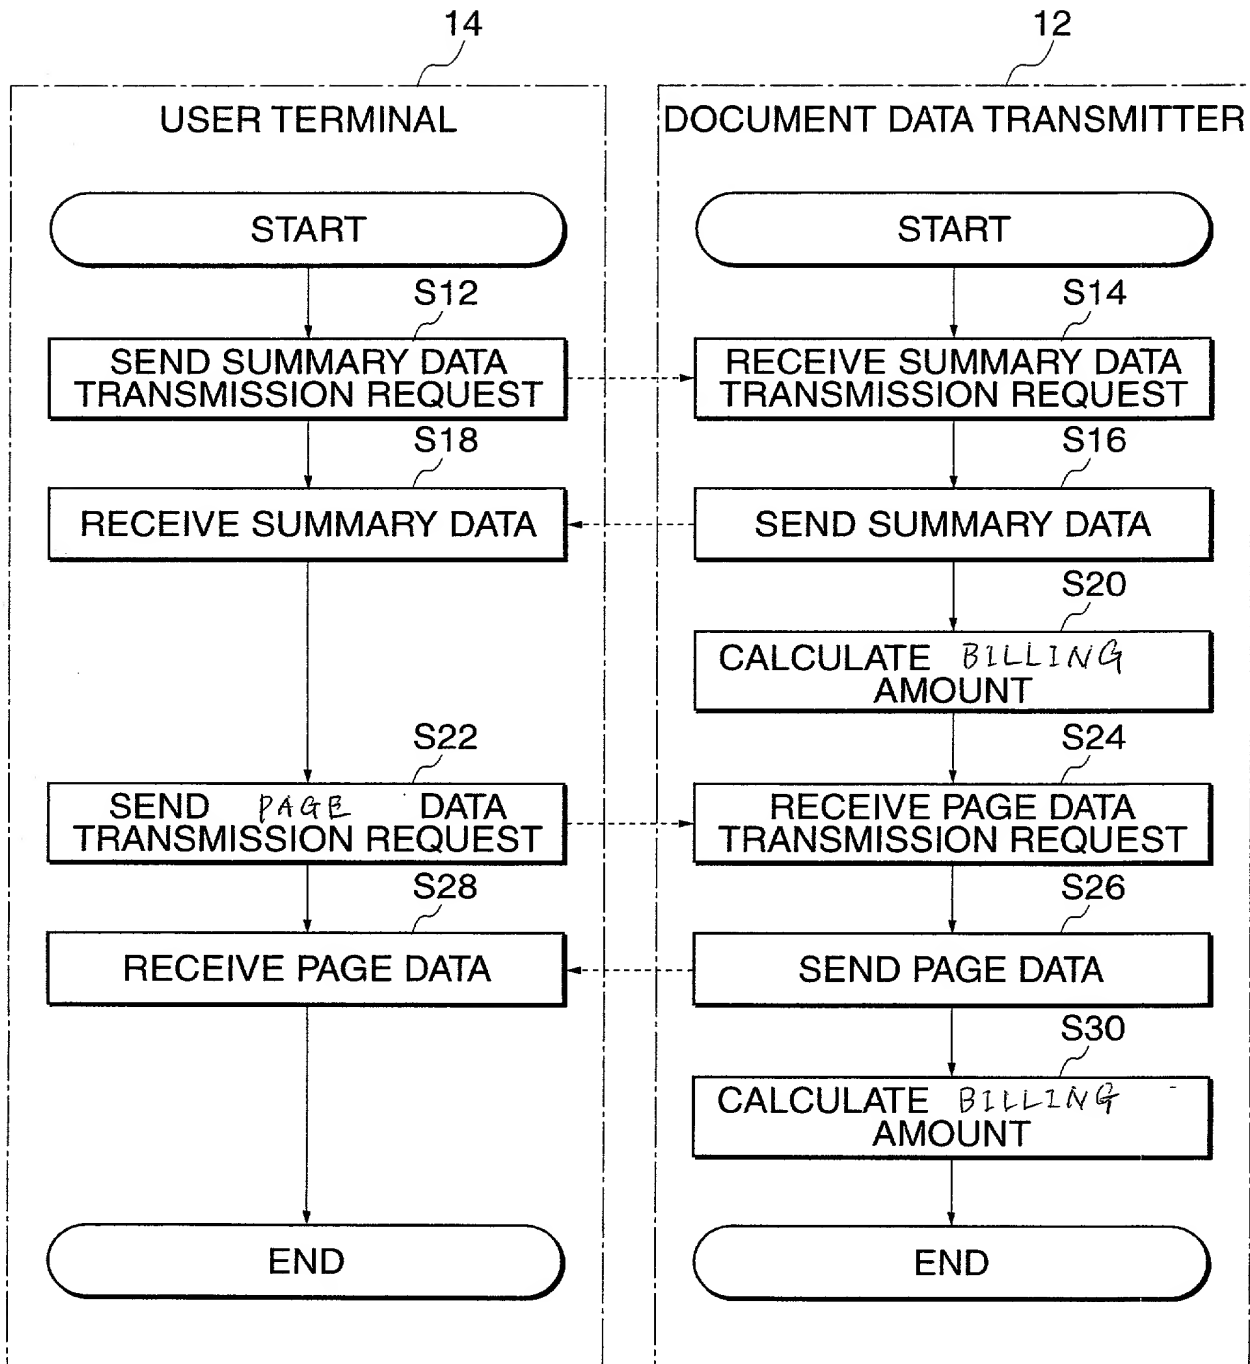 14
12
USER TERMINAL
DOCUMENT DATA TRANSMITTER
START
START
S12
S14
SEND SUMMARY DATA
TRANSMISSION REQUEST
RECEIVE SUMMARY DATA
TRANSMISSION REQUEST
S18
S16
RECEIVE SUMMARY DATA
SEND SUMMARY DATA
S20
CALCULATE BILLING
AMOUNT
S22
S24
SEND PAGE DATA
TRANSMISSION REQUEST
RECEIVE PAGE DATA
TRANSMISSION REQUEST
S28
S26
RECEIVE PAGE DATA
SEND PAGE DATA
S30
CALCULATE BILLING
AMOUNT
END
END